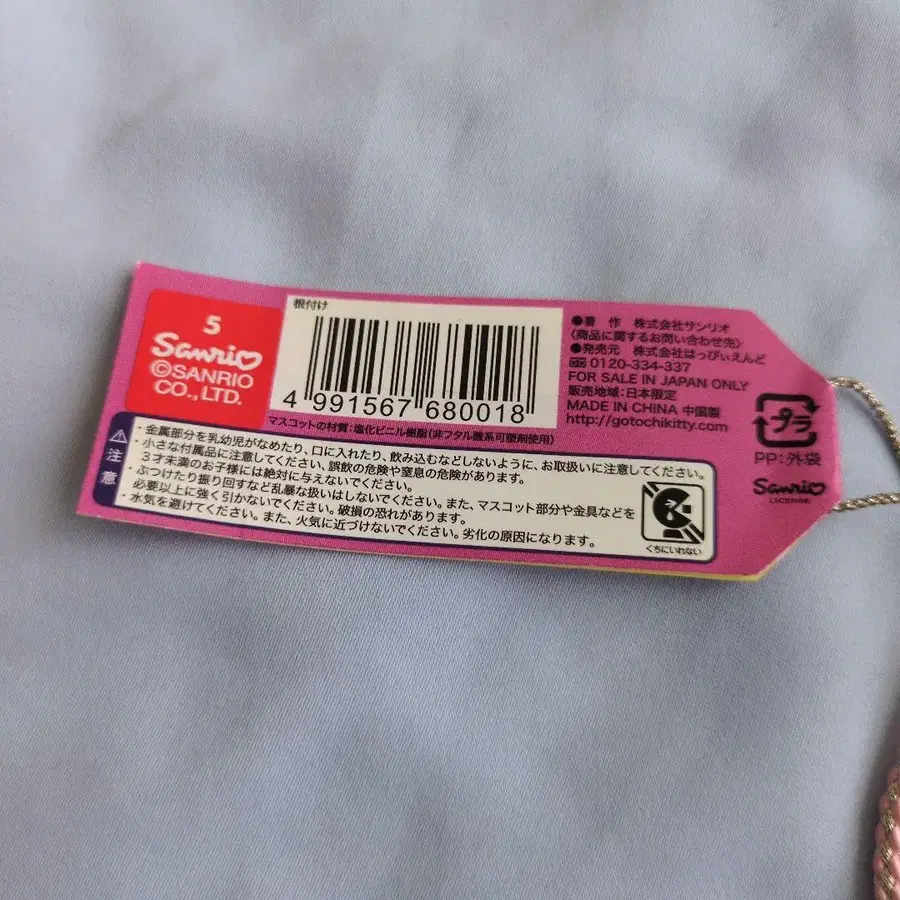 5
Sanrio
©SANRIO
CO., LTD.
根付け
4 991567 680018
マスコットの材質:塩化ビニル樹脂(非フタル酸系可塑剤使用)
●著 作 株式会社サンリオ
〈商品に関するお問い合わせ先〉
●発売元 株式会社はっぴぃえんど
0120-334-337
FOR SALE IN JAPAN ONLY
販売地域:日本限定
MADE IN CHINA 中国製
http://gotochikitty.com
プラ
PP:外袋
Sanrio
LICENSE
注意
・金属部分を乳幼児がなめたり、口に入れたり、飲み込むなどしないように、お取扱いに注意してください。
・小さな付属品に注意してください、誤飲の危険や窒息の危険があります。
3才未満のお子様には絶対に与えないでください。
・ぶつけたり振り回すなど乱暴な扱いはしないでください。また、マスコット部分や金具などを
必要以上に強く引かないでください。破損の恐れがあります。
・水気を避けてください。また、火気に近づけないでください。劣化の原因になります。
くちにいれない